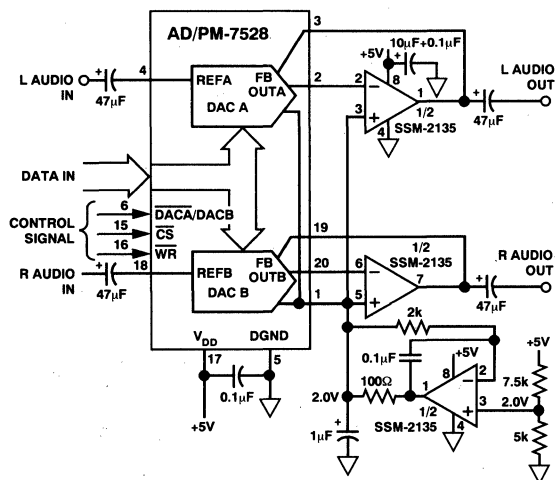 AD/PM-7528
3
+5V
10µF+0.1µF
L AUDIO
IN
47µF
4
REFA
FB
OUTA
DAC A
2
2
3
8
1
4
1/2
SSM-2135
L AUDIO
OUT
47µF
DATA IN
CONTROL
SIGNAL
6
DACA/DACB
15
CS
16
WR
R AUDIO
IN
47µF
18
REFB
FB
OUTB
DAC B
19
20
1
6
5
7
1/2
SSM-2135
R AUDIO
OUT
47µF
VDD
DGND
17
5
0.1µF
+5V
2k
0.1µF
2.0V
100Ω
1
8
+5V
2
3
4
1/2
SSM-2135
2.0V
7.5k
+5V
5k
1µF
+
+
+
+
+
+
−
+
−
+
−
+